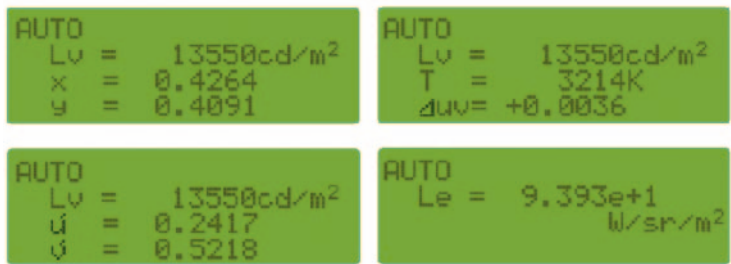 AUTO
Lv = 13550cd/m²
x = 0.4264
y = 0.4091
AUTO
Lv = 13550cd/m²
T = 3214K
⊿uv= +0.0036
AUTO
Lv = 13550cd/m²
ú = 0.2417
v́ = 0.5218
AUTO
Le = 9.393e+1
W/sr/m²